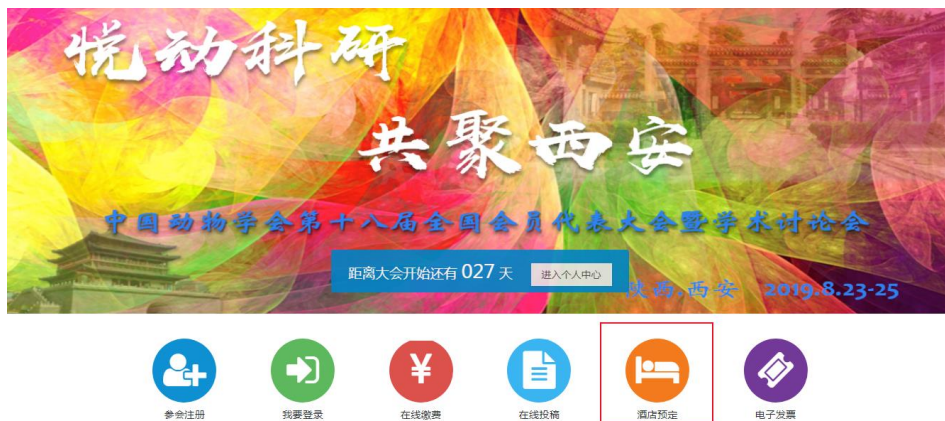 悦动科研
共聚西安
中国动物学会第十八届全国会员代表大会暨学术讨论会
距离大会开始还有 027 天 进入个人中心
陕西.西安 2019.8.23-25
参会注册 我要登录 在线缴费 在线投稿 酒店预定 电子发票